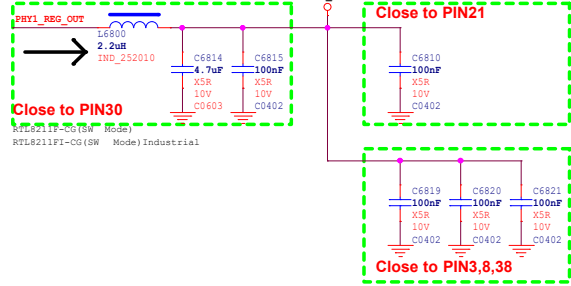 PHY1_REG_OUT
L6800
2.2uH
IND_252010
C6814
4.7uF
X5R
10V
C0603
C6815
100nF
X5R
10V
C0402
Close to PIN30
RTL8211F-CG(SW Mode)
RTL8211FI-CG(SW Mode)Industrial
Close to PIN21
C6810
100nF
X5R
10V
C0402
C6819
100nF
X5R
10V
C0402
C6820
100nF
X5R
10V
C0402
C6821
100nF
X5R
10V
C0402
Close to PIN3,8,38